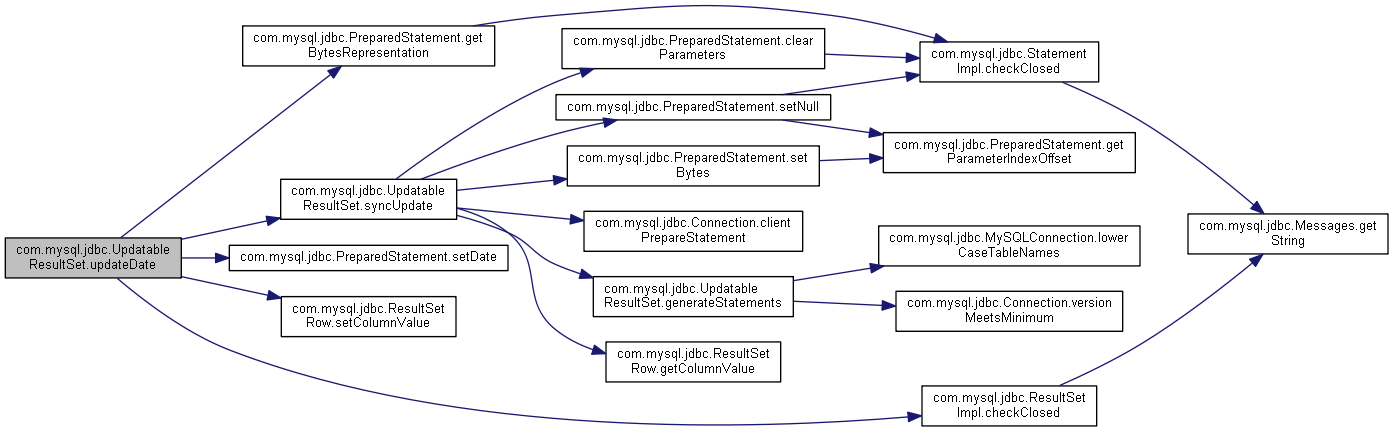 com.mysql.jdbc.Updatable
ResultSet.updateDate
com.mysql.jdbc.PreparedStatement.get
BytesRepresentation
com.mysql.jdbc.Updatable
ResultSet.syncUpdate
com.mysql.jdbc.PreparedStatement.setDate
com.mysql.jdbc.ResultSet
Row.setColumnValue
com.mysql.jdbc.PreparedStatement.clear
Parameters
com.mysql.jdbc.PreparedStatement.setNull
com.mysql.jdbc.PreparedStatement.set
Bytes
com.mysql.jdbc.Connection.client
PrepareStatement
com.mysql.jdbc.Updatable
ResultSet.generateStatements
com.mysql.jdbc.ResultSet
Row.getColumnValue
com.mysql.jdbc.Statement
Impl.checkClosed
com.mysql.jdbc.PreparedStatement.get
ParameterIndexOffset
com.mysql.jdbc.MySQLConnection.lower
CaseTableNames
com.mysql.jdbc.Connection.version
MeetsMinimum
com.mysql.jdbc.ResultSet
Impl.checkClosed
com.mysql.jdbc.Messages.get
String